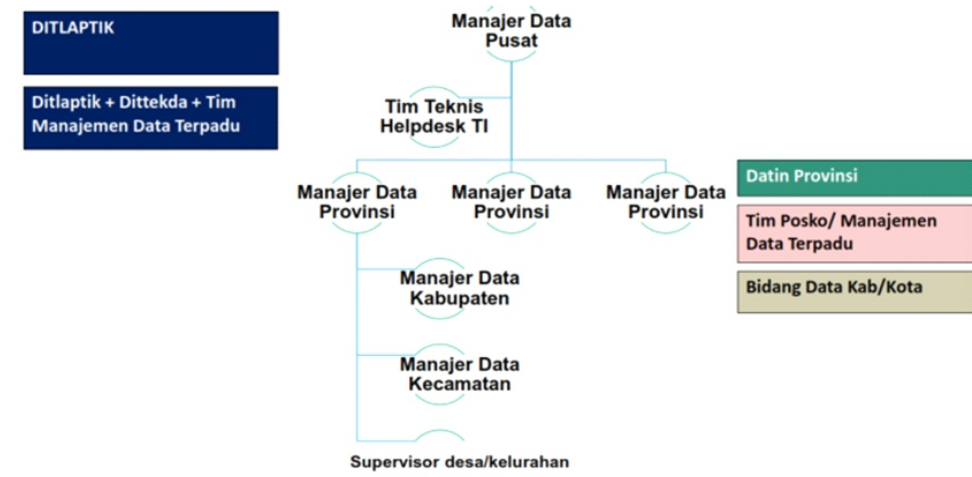 DITLAPTIK
Ditlaptik + Dittekda + Tim
Manajemen Data Terpadu
Manajer Data
Pusat
Tim Teknis
Helpdesk TI
Manajer Data
Provinsi
Manajer Data
Provinsi
Manajer Data
Provinsi
Datin Provinsi
Tim Posko/ Manajemen
Data Terpadu
Bidang Data Kab/Kota
Manajer Data
Kabupaten
Manajer Data
Kecamatan
Supervisor desa/kelurahan